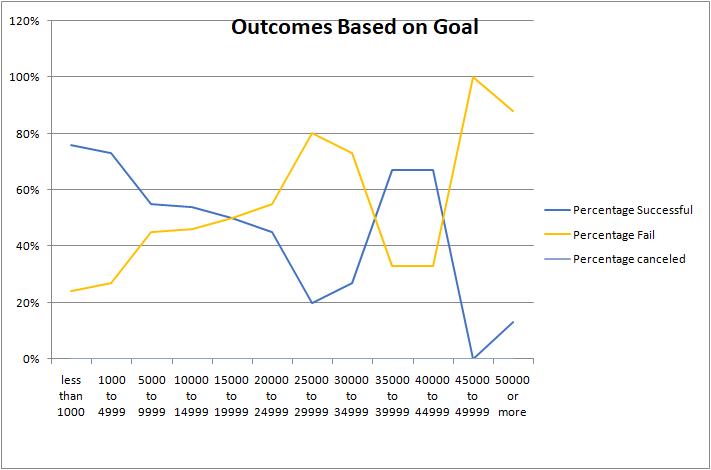 Outcomes Based on Goal
120%
100%
80%
60%
40%
20%
0%
less than 1000
1000 to 4999
5000 to 9999
10000 to 14999
15000 to 19999
20000 to 24999
25000 to 29999
30000 to 34999
35000 to 39999
40000 to 44999
45000 to 49999
50000 or more
Percentage Successful
Percentage Fail
Percentage canceled